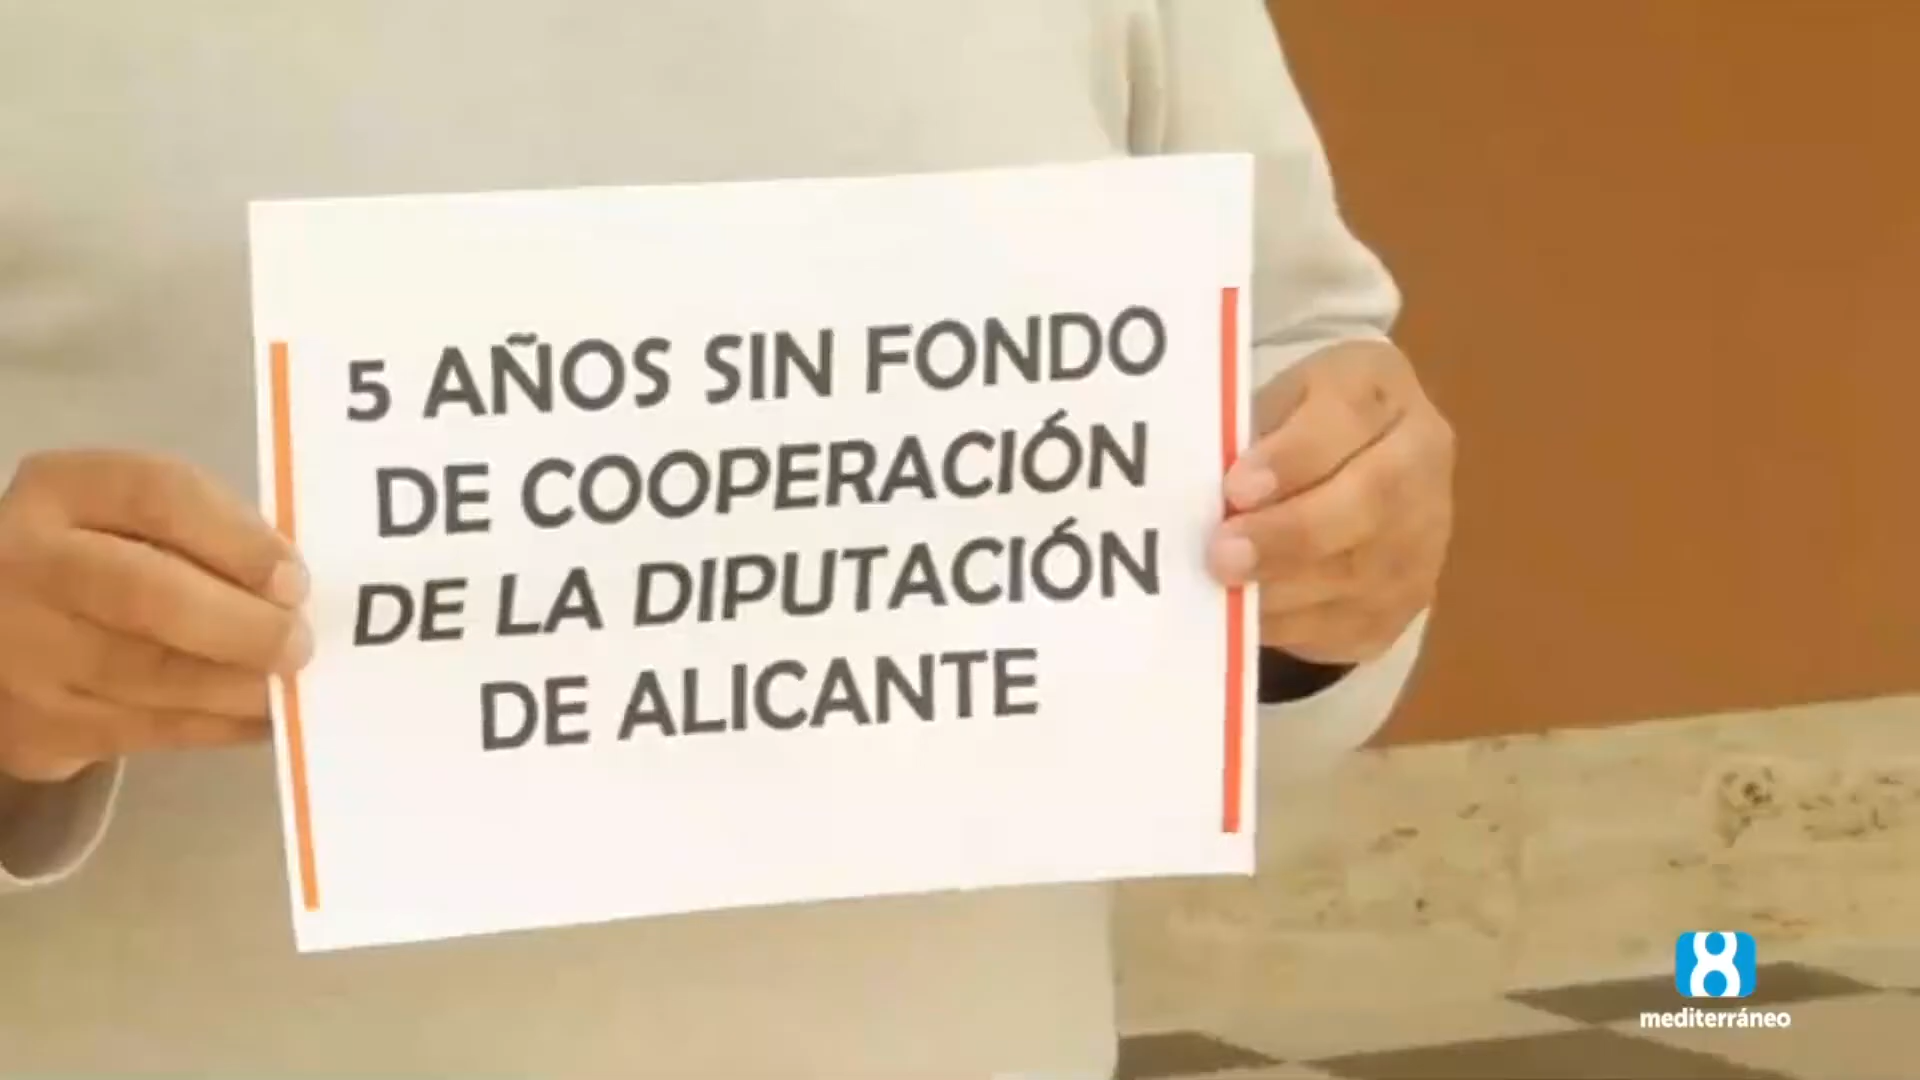 5 AÑOS SIN FONDO
DE COOPERACIÓN
DE LA DIPUTACIÓN
DE ALICANTE
8
mediterráneo